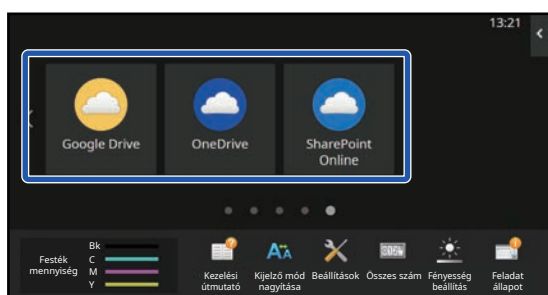 13:21
Google Drive
OneDrive
SharePoint
Online
Festék
mennyiség
Bk
C
M
Y
Kezelési
útmutató
Kijelző mód
nagyítása
Beállítások
Összes szám
Fényesség
beállítás
Feladat
állapot